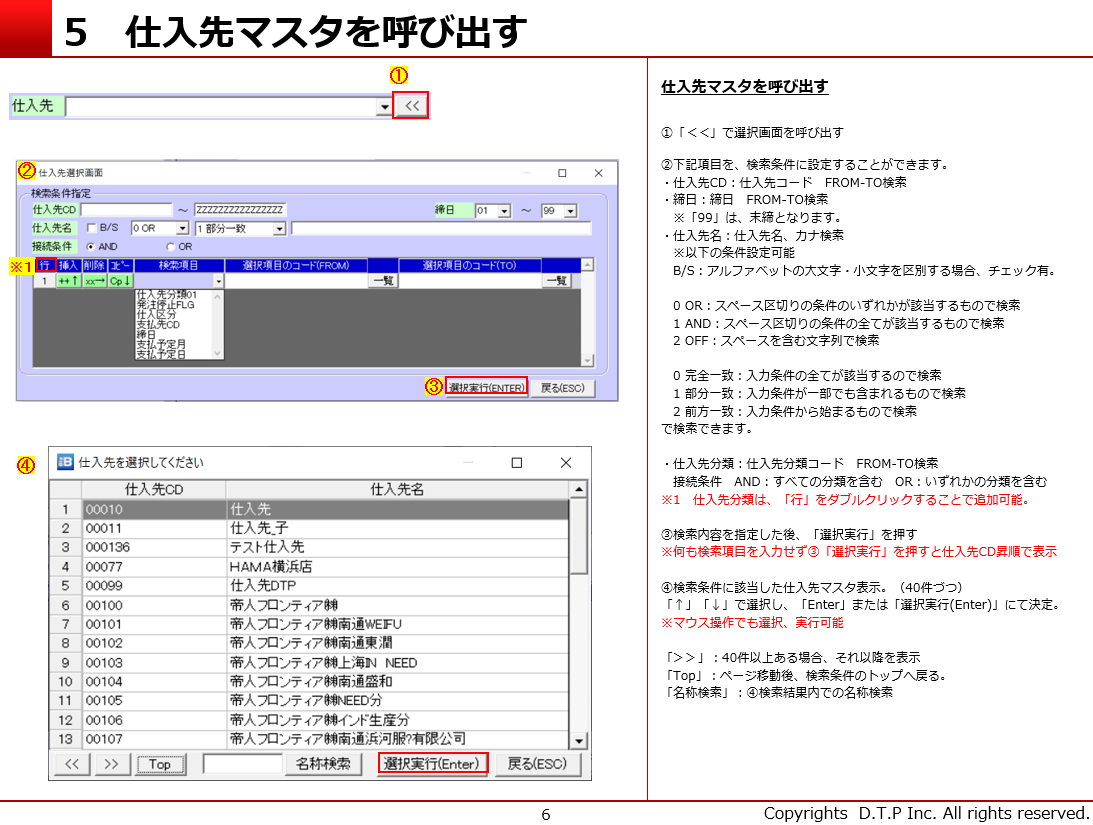 5 仕入先マスタを呼び出す
①
仕入先 <<
② 仕入先選択画面
検索条件指定
仕入先CD ～ ZZZZZZZZZZZZZZZZ 締日 01 ～ 99
仕入先名 B/S 0 OR 1 部分一致
接続条件 AND OR
※1 行 挿入 削除 コピー 検索項目 選択項目のコード(FROM) 選択項目のコード(TO)
1 ++↑ xx→ Cp↓ 一覧 一覧
仕入先分類01
発注停止FLG
仕入区分
支払先CD
締日
支払予定月
支払予定日
③ 選択実行(ENTER) 戻る(ESC)
④ 仕入先を選択してください
仕入先CD 仕入先名
1 00010 仕入先
2 00011 仕入先_子
3 000136 テスト仕入先
4 00077 HAMA横浜店
5 00099 仕入先DTP
6 00100 帝人フロンティア㈱
7 00101 帝人フロンティア㈱南通WEIFU
8 00102 帝人フロンティア㈱南通東潤
9 00103 帝人フロンティア㈱上海IN NEED
10 00104 帝人フロンティア㈱南通盛和
11 00105 帝人フロンティア㈱NEED分
12 00106 帝人フロンティア㈱インド生産分
13 00107 帝人フロンティア㈱南通浜河服?有限公司
<< >> Top 名称検索 選択実行(Enter) 戻る(ESC)
仕入先マスタを呼び出す
①「＜＜」で選択画面を呼び出す
②下記項目を、検索条件に設定することができます。
・仕入先CD：仕入先コード FROM-TO検索
・締日：締日 FROM-TO検索
※「99」は、末締となります。
・仕入先名：仕入先名、カナ検索
※以下の条件設定可能
B/S：アルファベットの大文字・小文字を区別する場合、チェック有。
0 OR：スペース区切りの条件のいずれかが該当するもので検索
1 AND：スペース区切りの条件の全てが該当するもので検索
2 OFF：スペースを含む文字列で検索
0 完全一致：入力条件の全てが該当するので検索
1 部分一致：入力条件が一部でも含まれるもので検索
2 前方一致：入力条件から始まるもので検索
で検索できます。
・仕入先分類：仕入先分類コード FROM-TO検索
接続条件 AND：すべての分類を含む OR：いずれかの分類を含む
※1 仕入先分類は、「行」をダブルクリックすることで追加可能。
③検索内容を指定した後、「選択実行」を押す
※何も検索項目を入力せず③「選択実行」を押すと仕入先CD昇順で表示
④検索条件に該当した仕入先マスタ表示。（40件づつ）
「↑」「↓」で選択し、「Enter」または「選択実行(Enter)」にて決定。
※マウス操作でも選択、実行可能
「＞＞」：40件以上ある場合、それ以降を表示
「Top」：ページ移動後、検索条件のトップへ戻る。
「名称検索」：④検索結果内での名称検索
6
Copyrights D.T.P Inc. All rights reserved.